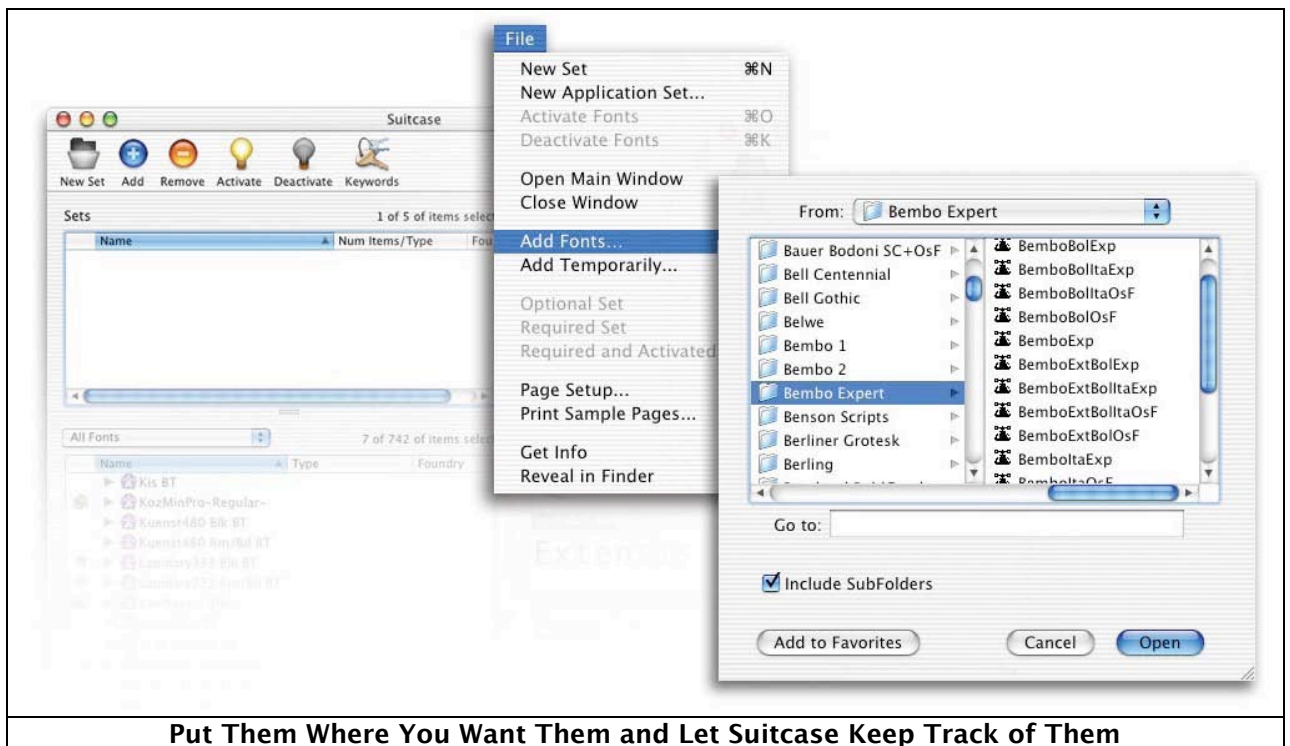 File
New Set ⌘N
New Application Set...
Activate Fonts ⌘O
Deactivate Fonts ⌘K
Open Main Window
Close Window
Add Fonts...
Add Temporarily...
Optional Set
Required Set
Required and Activated
Page Setup...
Print Sample Pages...
Get Info
Reveal in Finder
Suitcase
New Set Add Remove Activate Deactivate Keywords
Sets 1 of 5 of items selec
Name Num Items/Type Fou
All Fonts 7 of 742 of items selec
Name Type Foundry
Kis BT
KozMinPro-Regular-
Kuenst480 Blk BT
Kuenst480 Rm/Bd BT
From: Bembo Expert
Bauer Bodoni SC+OsF
Bell Centennial
Bell Gothic
Belwe
Bembo 1
Bembo 2
Bembo Expert
Benson Scripts
Berliner Grotesk
Berling
BemboBolExp
BemboBolItaExp
BemboBolItaOsF
BemboBolOsF
BemboExp
BemboExtBolExp
BemboExtBolItaExp
BemboExtBolItaOsF
BemboExtBolOsF
BemboItaExp
BemboItaOsF
Go to:
Include SubFolders
Add to Favorites Cancel Open
Put Them Where You Want Them and Let Suitcase Keep Track of Them